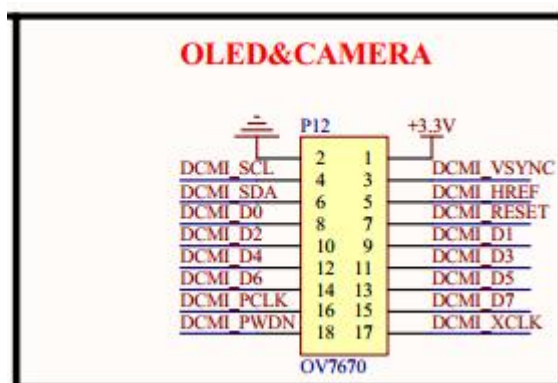 OLED&CAMERA
P12 +3.3V
2 1
DCMI_SCL 4 3 DCMI_VSYNC
DCMI_SDA 6 5 DCMI_HREF
DCMI_D0 8 7 DCMI_RESET
DCMI_D2 10 9 DCMI_D1
DCMI_D4 12 11 DCMI_D3
DCMI_D6 14 13 DCMI_D5
DCMI_PCLK 16 15 DCMI_D7
DCMI_PWDN 18 17 DCMI_XCLK
OV7670